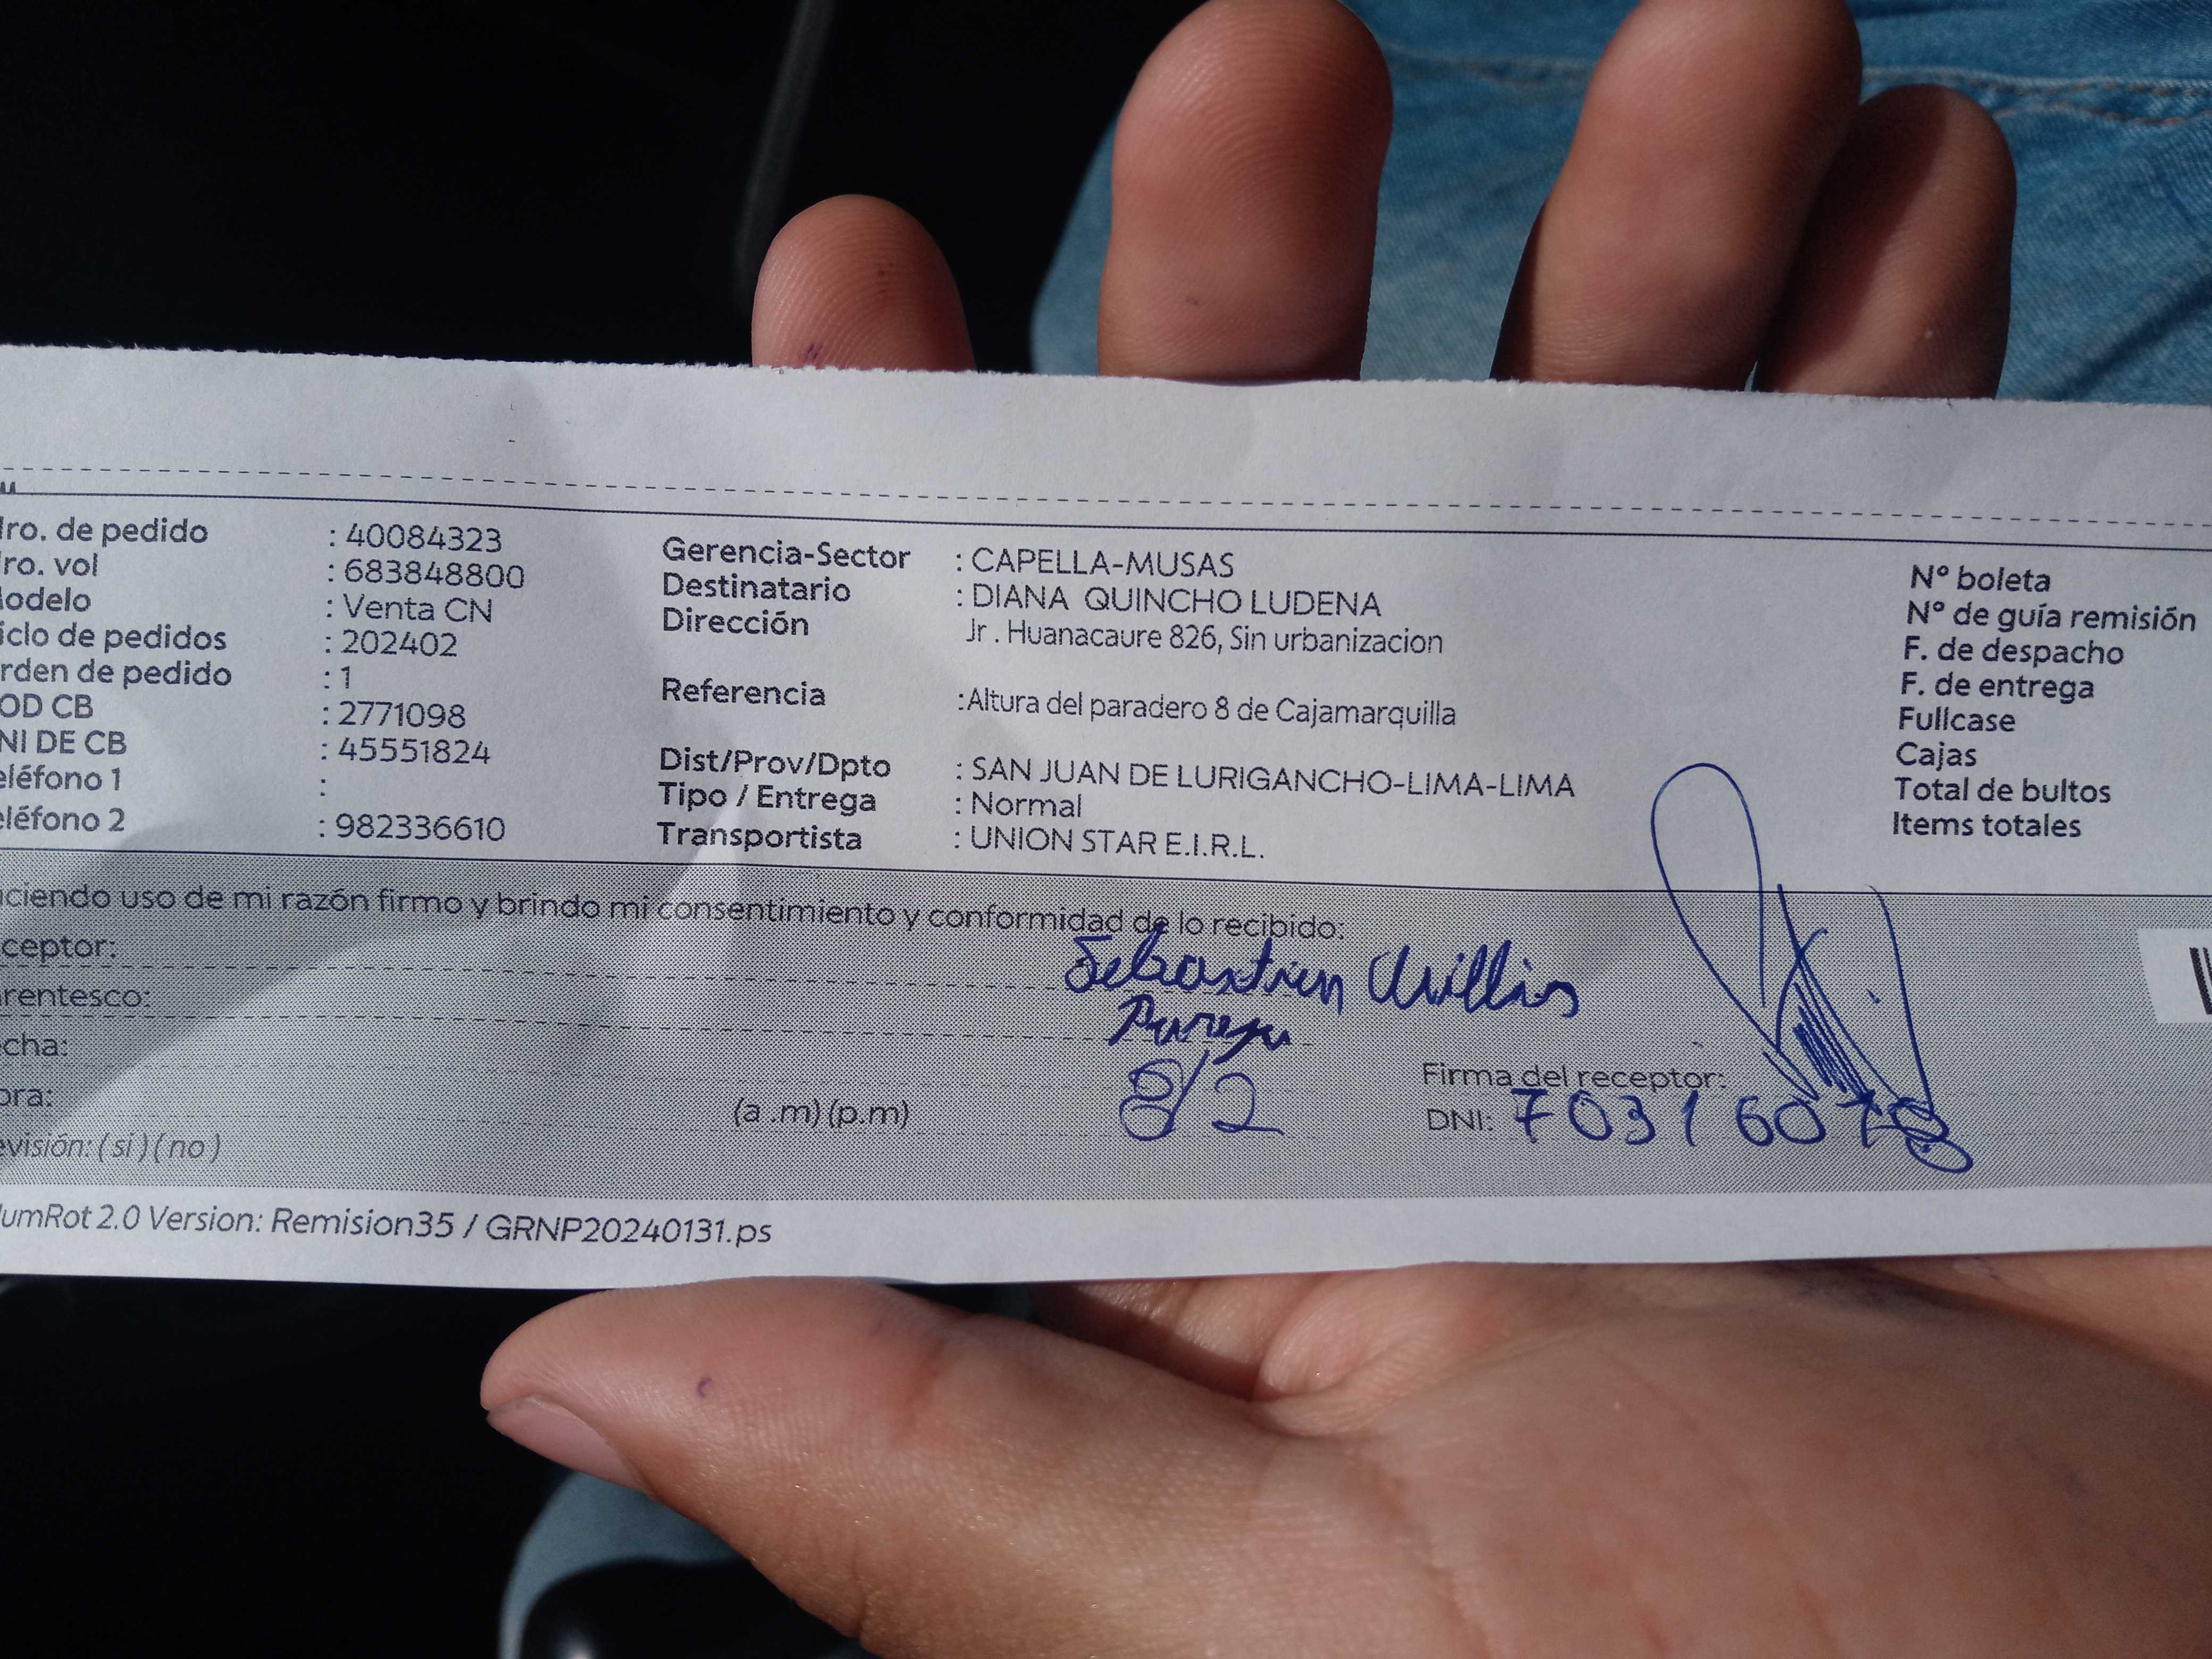 ro. de pedido : 40084323
ro. vol : 683848800
odelo : Venta CN
iclo de pedidos : 202402
rden de pedido : 1
OD CB : 2771098
NI DE CB : 45551824
eléfono 1 :
eléfono 2 : 982336610
Gerencia-Sector : CAPELLA-MUSAS
Destinatario : DIANA QUINCHO LUDENA
Dirección Jr . Huanacaure 826, Sin urbanizacion
Referencia :Altura del paradero 8 de Cajamarquilla
Dist/Prov/Dpto : SAN JUAN DE LURIGANCHO-LIMA-LIMA
Tipo / Entrega : Normal
Transportista : UNION STAR E.I.R.L.
N° boleta
N° de guía remisión
F. de despacho
F. de entrega
Fullcase
Cajas
Total de bultos
Items totales
ciendo uso de mi razón firmo y brindo mi consentimiento y conformidad de lo recibido:
ceptor: Sebastian
rentesco: Pareja
cha: 8/2
ora: (a .m) (p.m)
evisión: ( si ) ( no )
Firma del receptor:
DNI: 70316078
umRot 2.0 Version: Remision35 / GRNP20240131.ps